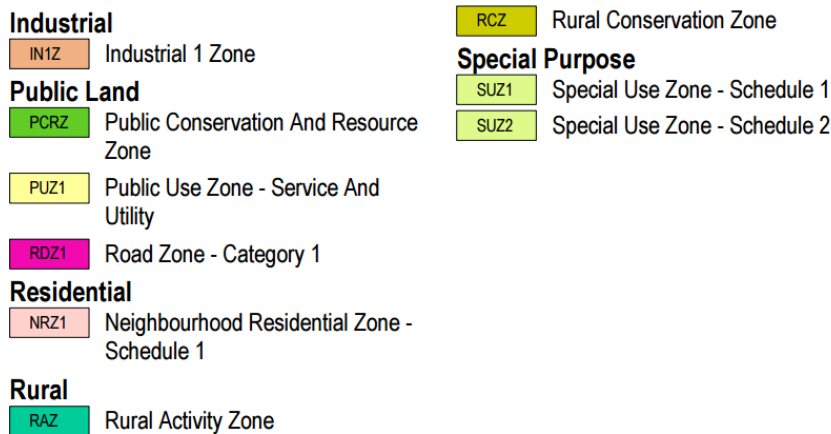 Industrial
IN1Z Industrial 1 Zone
Public Land
PCRZ Public Conservation And Resource
Zone
PUZ1 Public Use Zone - Service And
Utility
RDZ1 Road Zone - Category 1
Residential
NRZ1 Neighbourhood Residential Zone -
Schedule 1
Rural
RAZ Rural Activity Zone
RCZ Rural Conservation Zone
Special Purpose
SUZ1 Special Use Zone - Schedule 1
SUZ2 Special Use Zone - Schedule 2